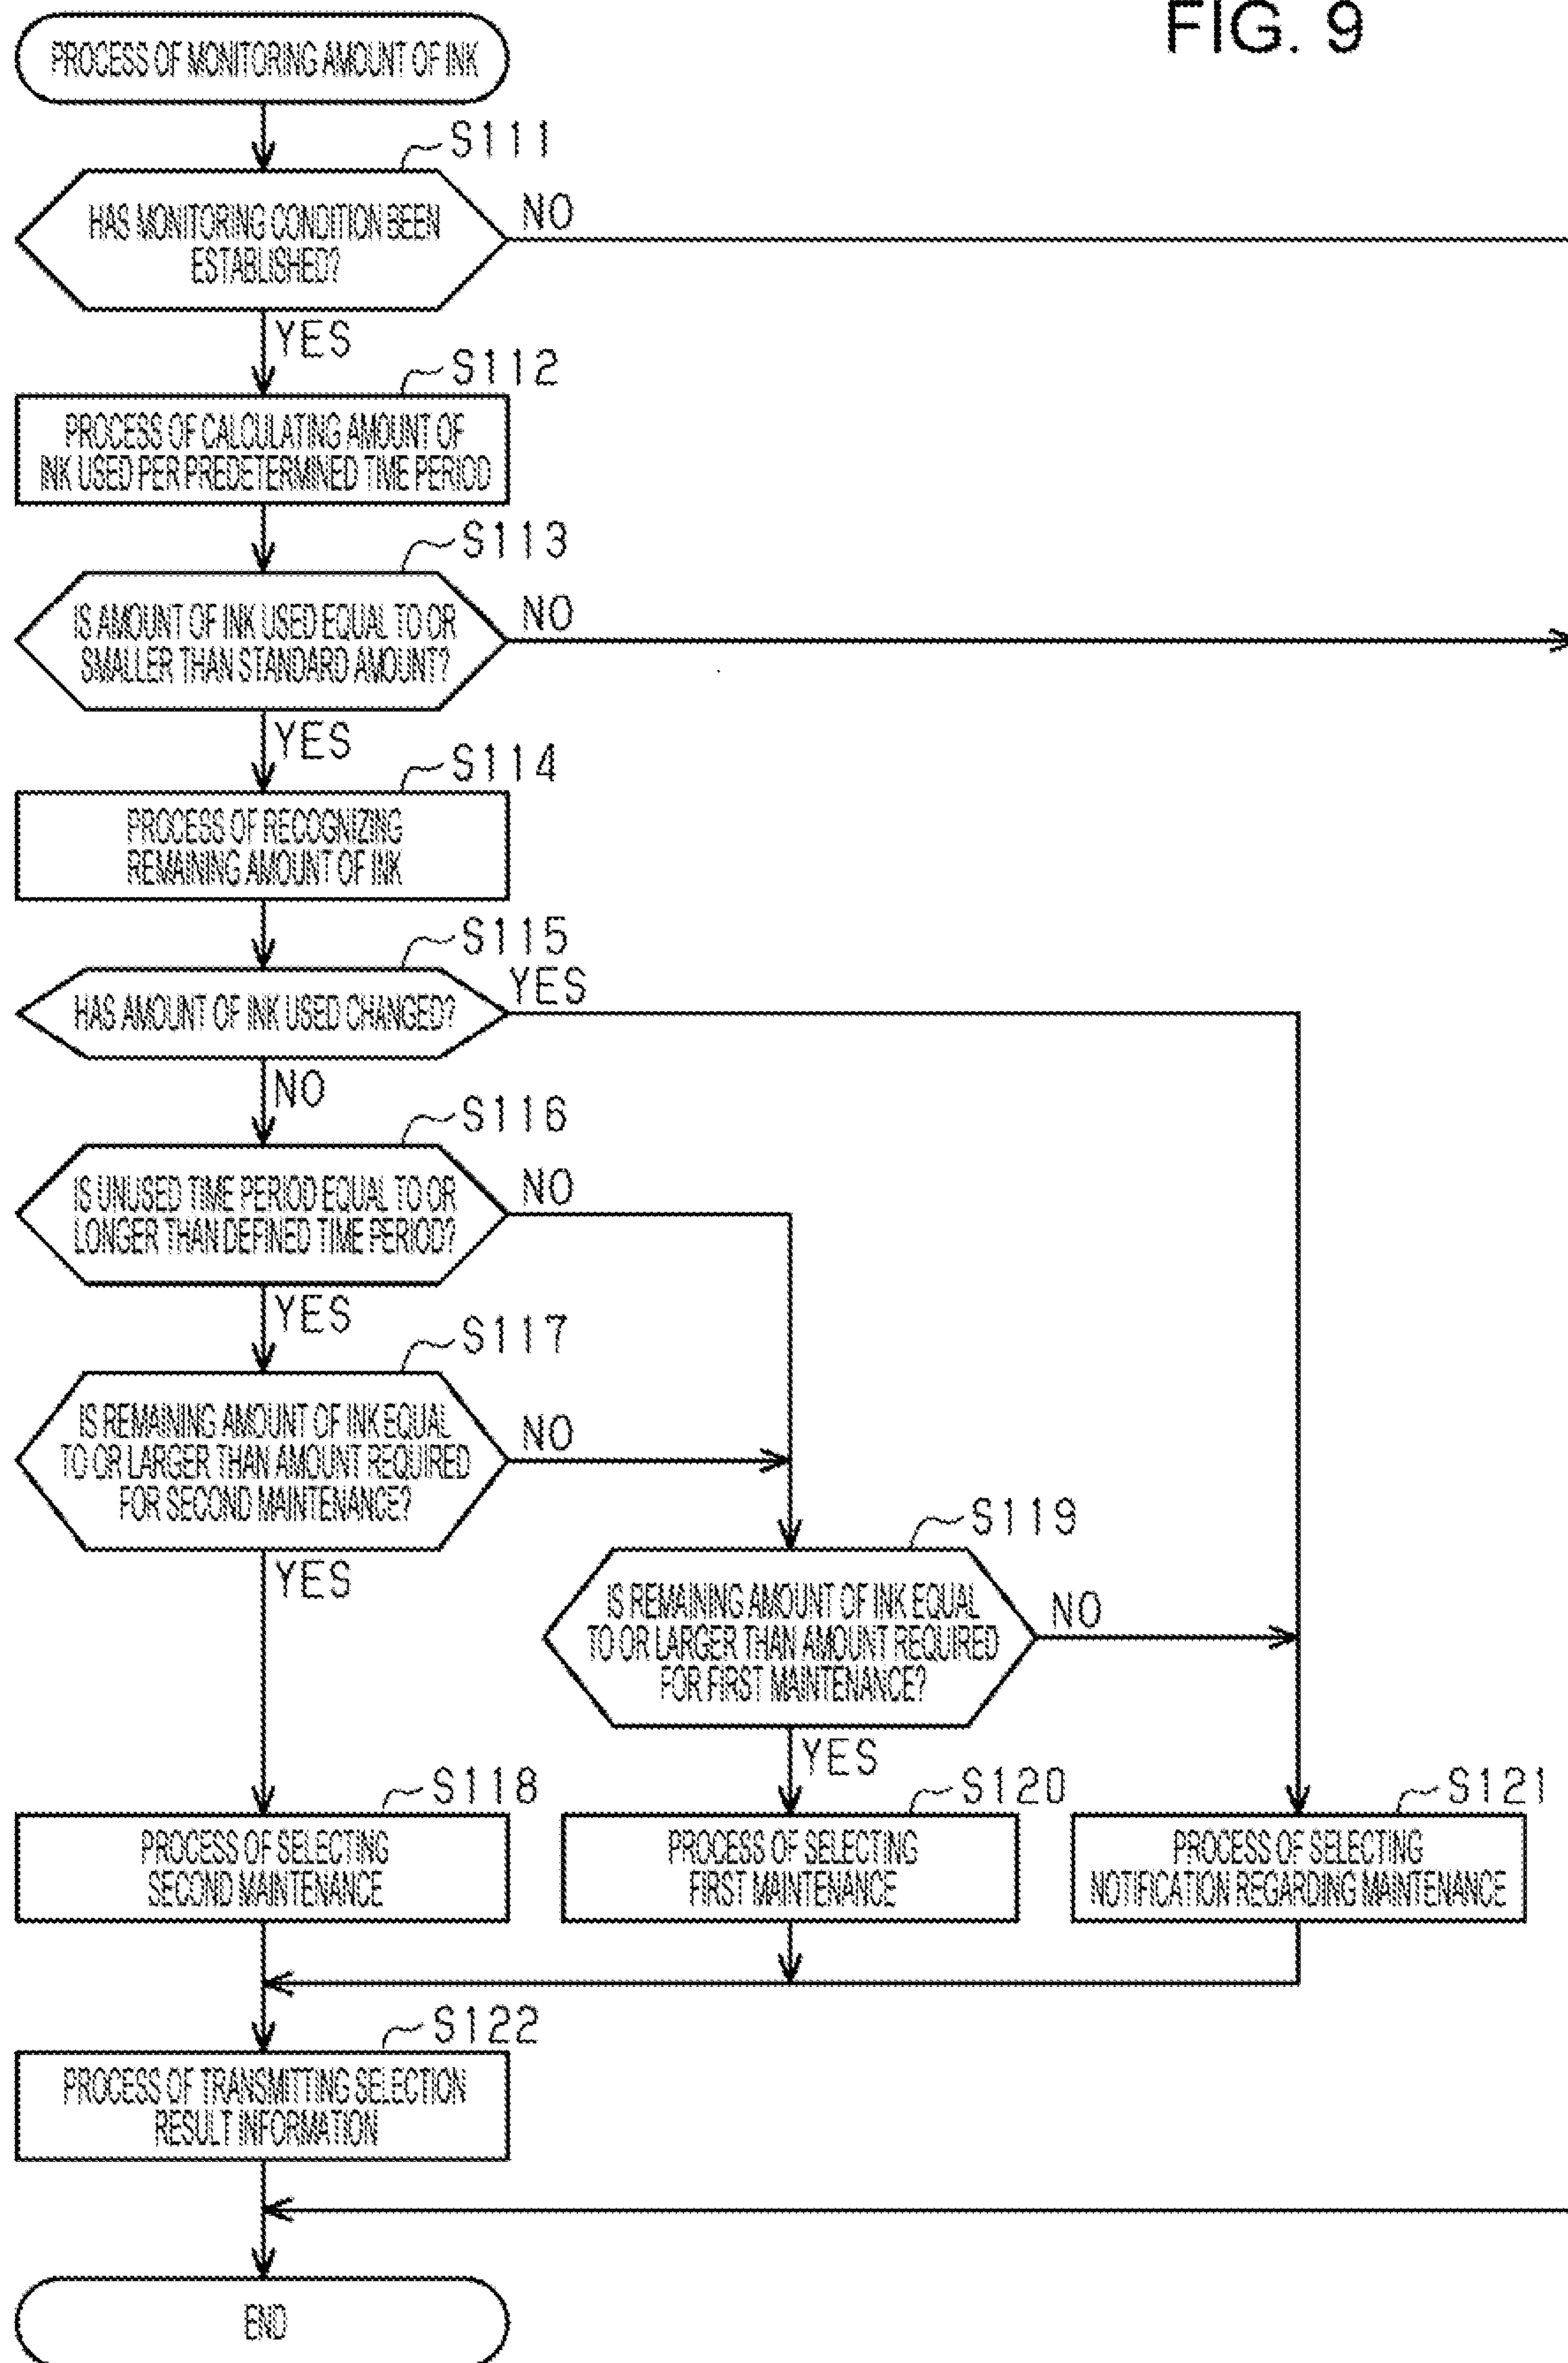 FIG. 9
PROCESS OF MONITORING AMOUNT OF INK
S111
HAS MONITORING CONDITION BEEN
ESTABLISHED?
NO
YES
S112
PROCESS OF CALCULATING AMOUNT OF
INK USED PER PREDETERMINED TIME PERIOD
S113
IS AMOUNT OF INK USED EQUAL TO OR
SMALLER THAN STANDARD AMOUNT?
NO
YES
S114
PROCESS OF RECOGNIZING
REMAINING AMOUNT OF INK
S115
HAS AMOUNT OF INK USED CHANGED?
YES
NO
S116
IS UNUSED TIME PERIOD EQUAL TO OR
LONGER THAN DEFINED TIME PERIOD?
NO
YES
S117
IS REMAINING AMOUNT OF INK EQUAL
TO OR LARGER THAN AMOUNT REQUIRED
FOR SECOND MAINTENANCE?
NO
YES
S119
IS REMAINING AMOUNT OF INK EQUAL
TO OR LARGER THAN AMOUNT REQUIRED
FOR FIRST MAINTENANCE?
NO
YES
S118
PROCESS OF SELECTING
SECOND MAINTENANCE
S120
PROCESS OF SELECTING
FIRST MAINTENANCE
S121
PROCESS OF SELECTING
NOTIFICATION REGARDING MAINTENANCE
S122
PROCESS OF TRANSMITTING SELECTION
RESULT INFORMATION
END